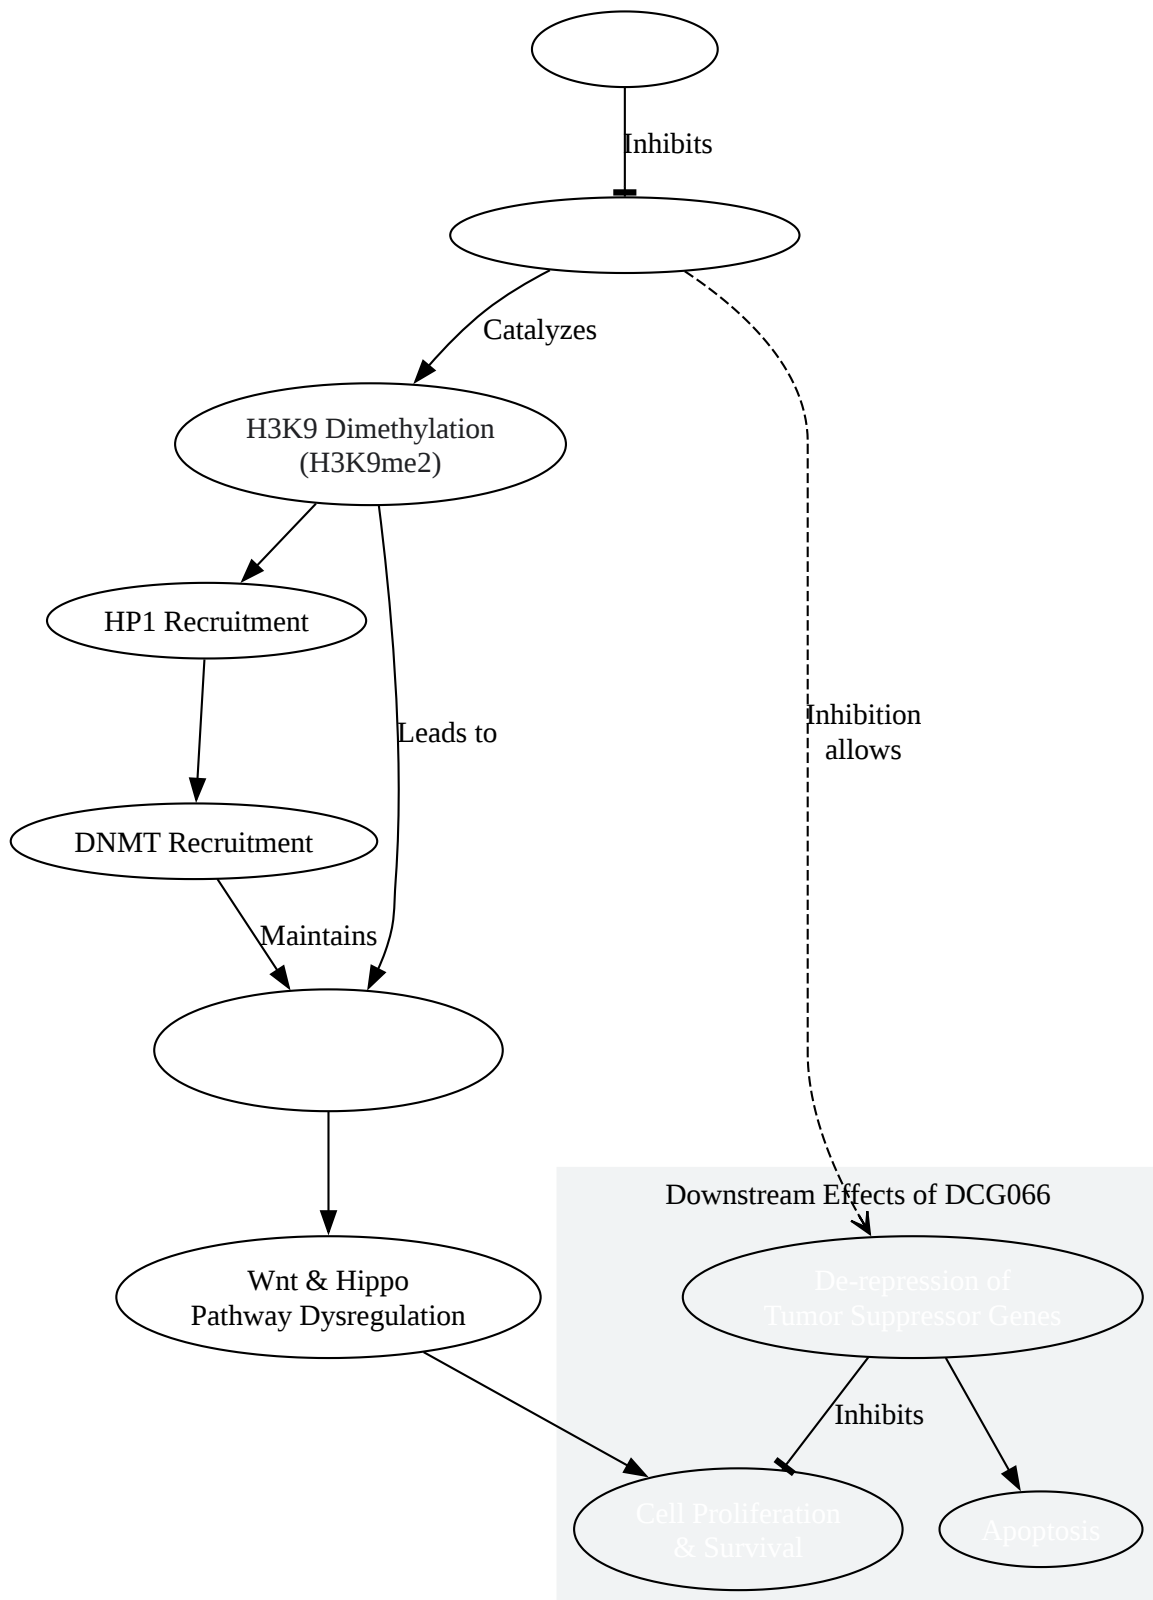 Inhibits
Catalyzes
H3K9 Dimethylation
(H3K9me2)
HP1 Recruitment
Leads to
Inhibition
allows
DNMT Recruitment
Maintains
Downstream Effects of DCG066
Wnt & Hippo
Pathway Dysregulation
De-repression of
Tumor Suppressor Genes
Inhibits
Cell Proliferation
& Survival
Apoptosis